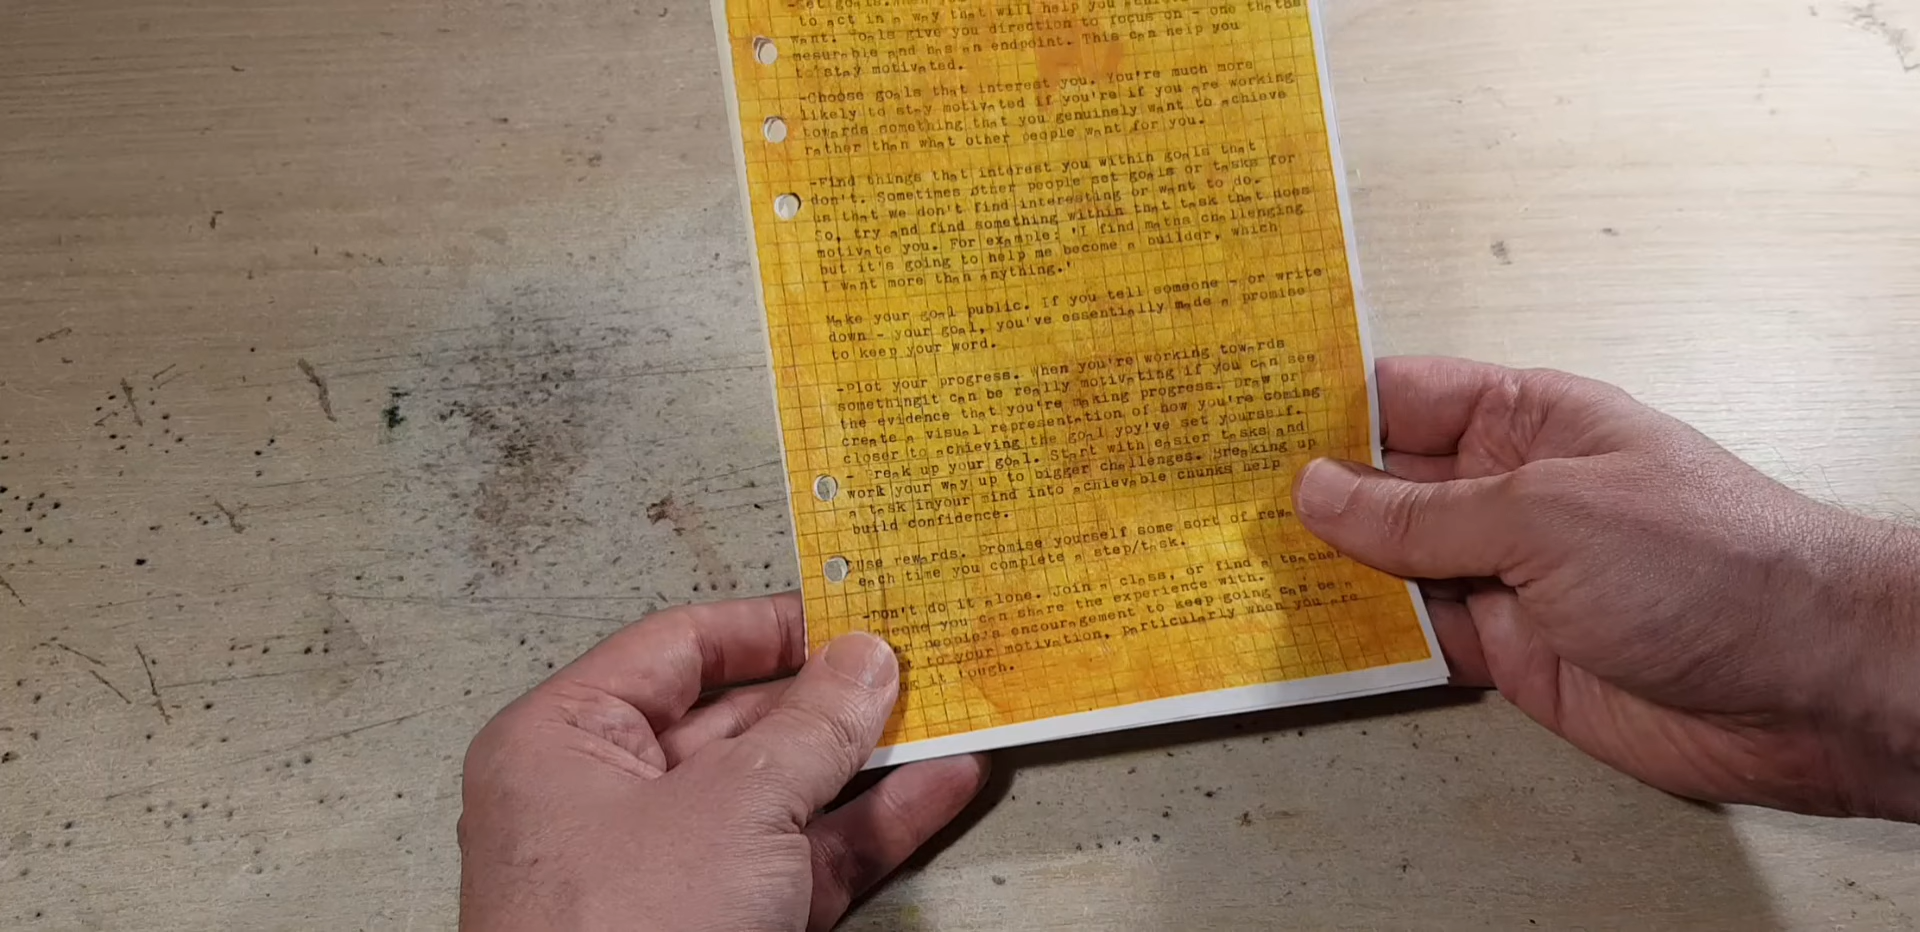 to act in a way that will help you
want. Goals give you direction to focus on - one thats
mesurable and has an endpoint. This can help you
to stay motivated.
-Choose goals that interest you. You're much more
likely to stay motivated if you're if you are working
towards something that you genuinely want to achieve
rather than what other people want for you.
-Find things that interest you within goals that
don't. Sometimes other people set goals or tasks for
us that we don't find interesting or want to do.
So, try and find something within that task that does
motivate you. For example: 'I find maths challenging
but it's going to help me become a builder, which
I want more than anything.'
Make your goal public. If you tell someone - or write
down - your goal, you've essentially made a promise
to keep your word.
-Plot your progress. When you're working towards
somethingit can be really motivating if you can see
the evidence that you're making progress. Draw or
create a visual representation of how you're coming
closer to achieving the goal yoy've set yourself.
- reak up your goal. Start with easier tasks and
work your way up to bigger challenges. Breaking up
a task inyour mind into achievable chunks help
build confidence.
use rewards. Promise yourself some sort of rewa
each time you complete a step/task.
-Don't do it alone. Join a class, or find a teacher
you can share the experience with.
people's encouragement to keep going can be a
to your motivation, particularly when you are
it tough.